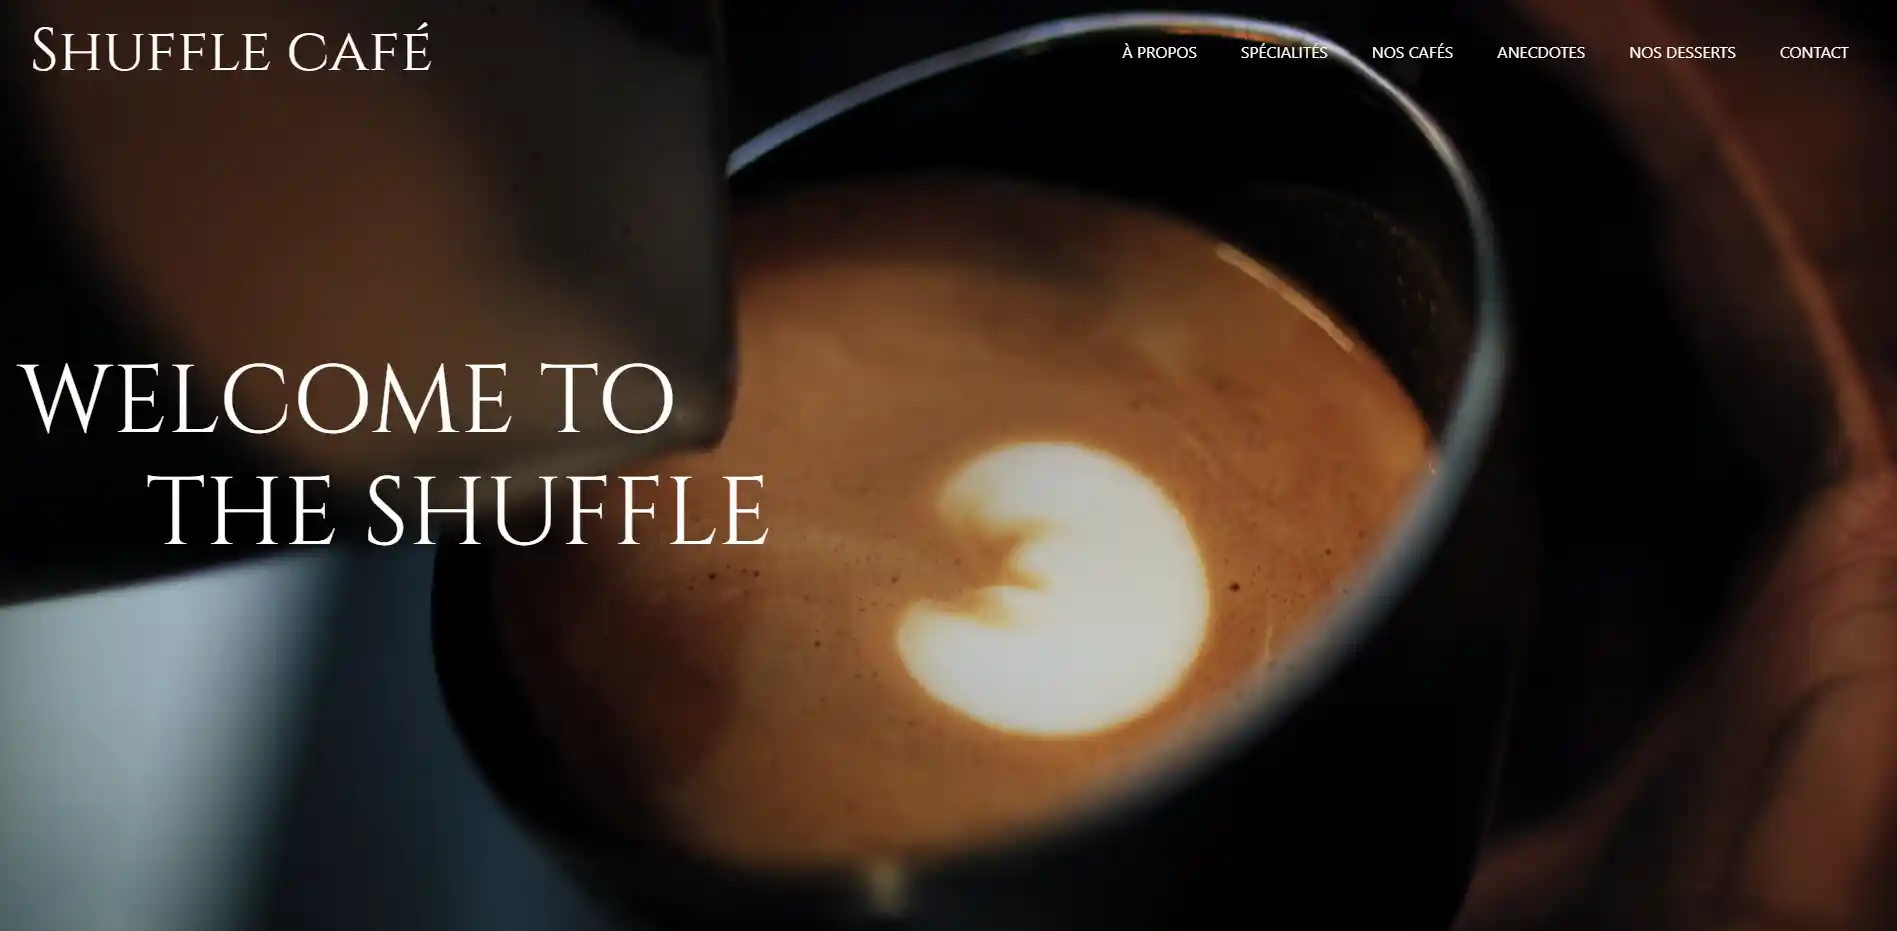 SHUFFLE CAFÉ
À PROPOS SPÉCIALITÉS NOS CAFÉS ANECDOTES NOS DESSERTS CONTACT
WELCOME TO
THE SHUFFLE